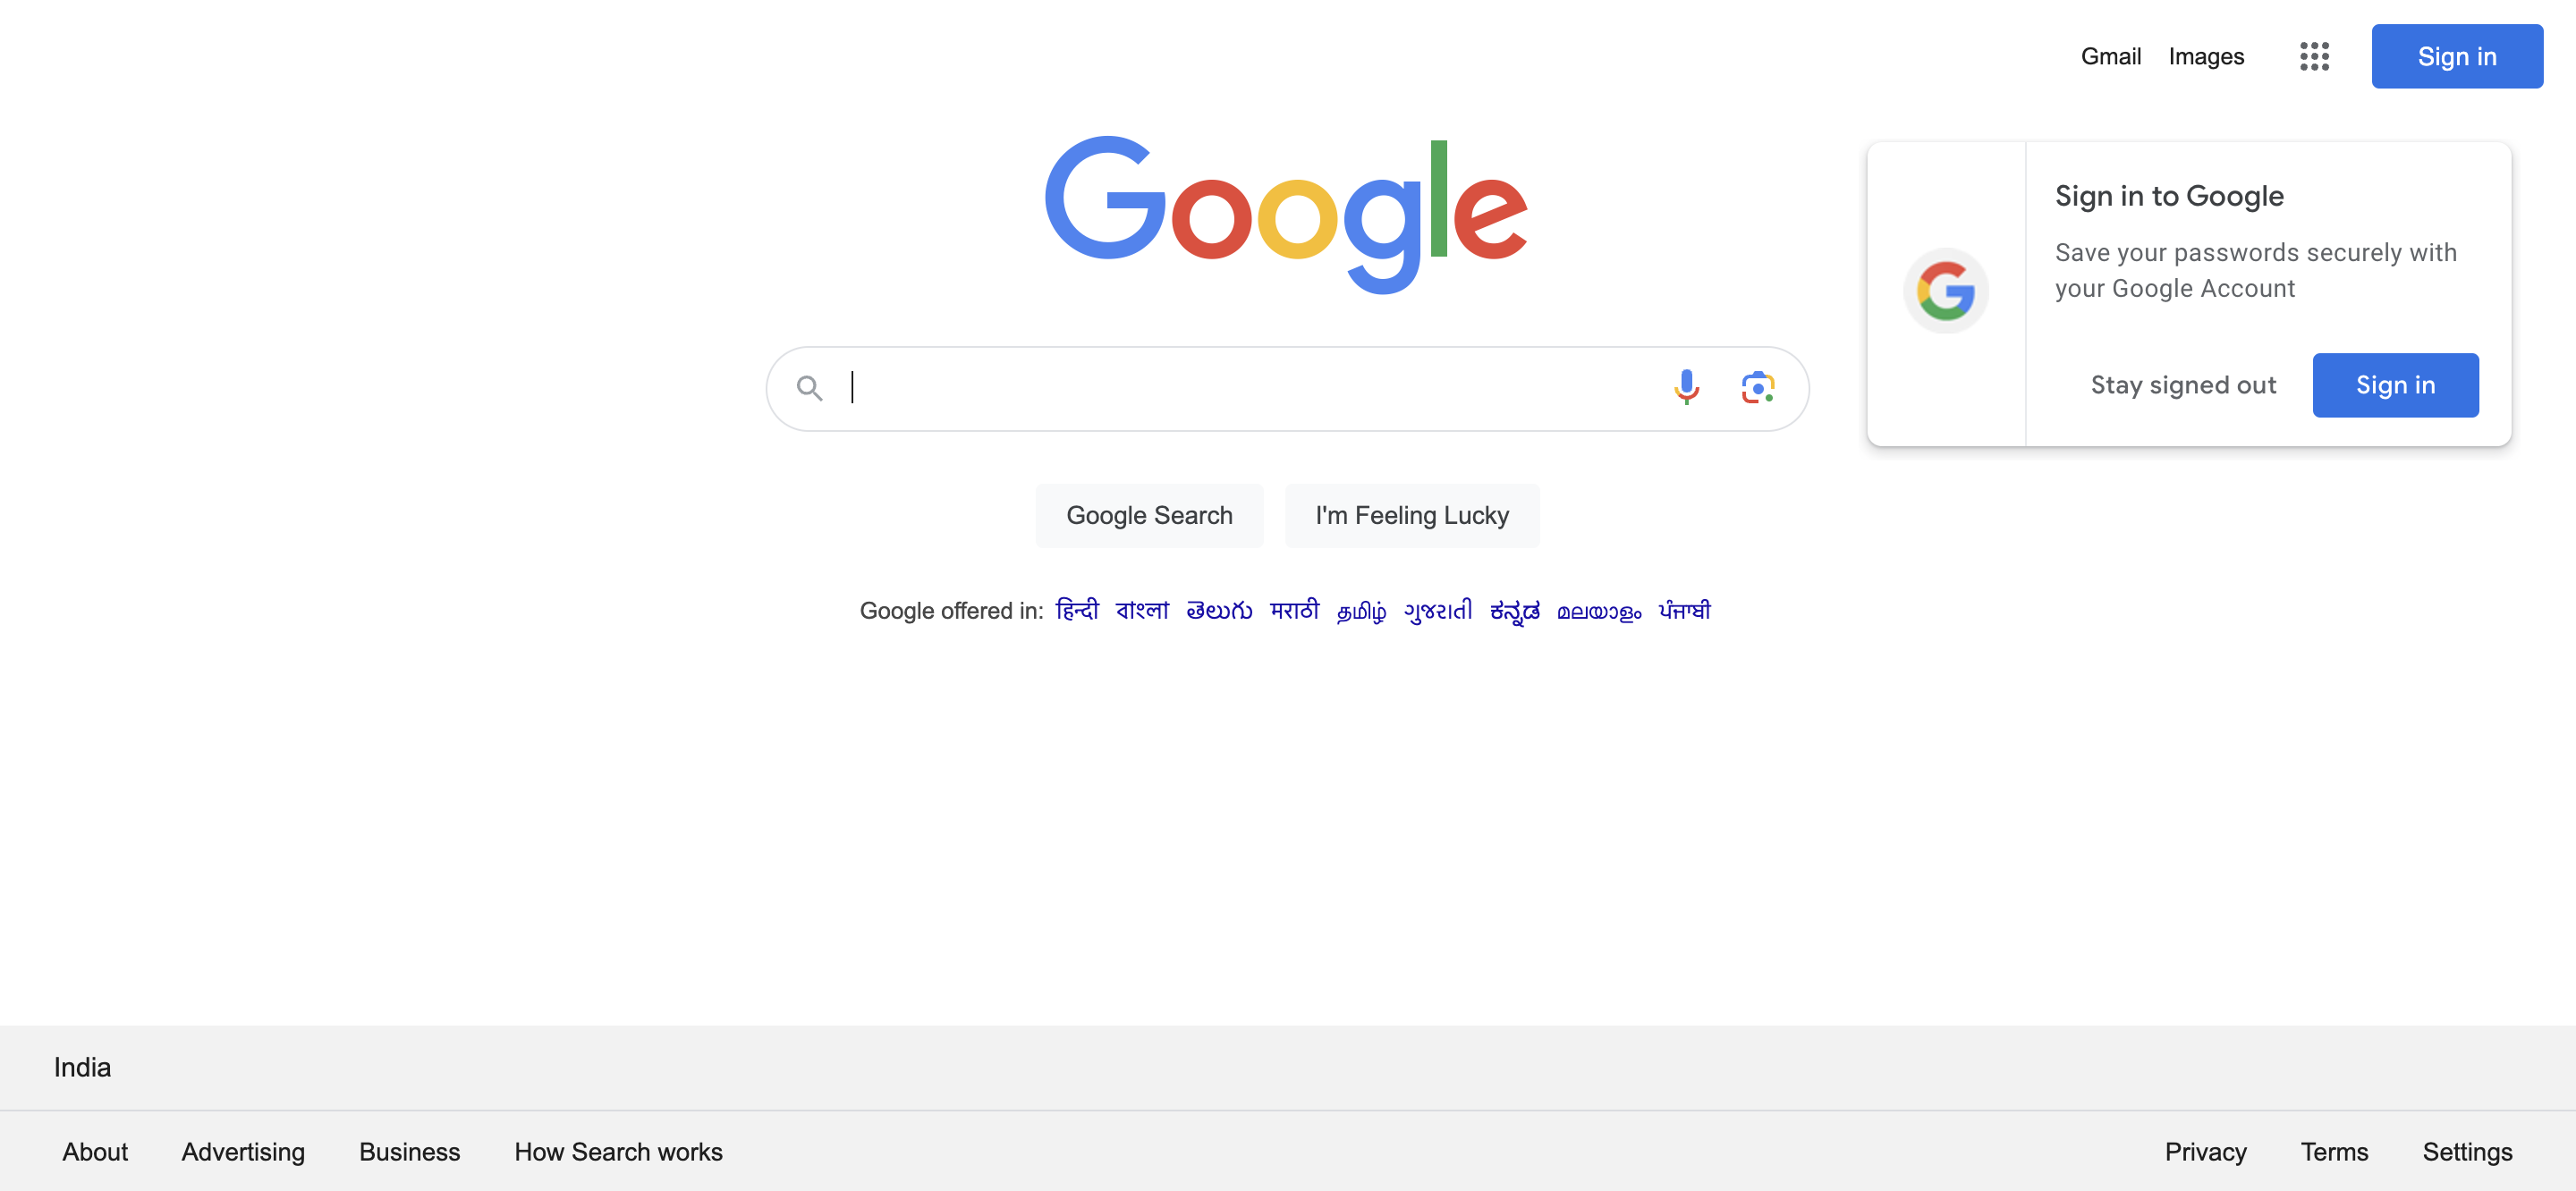 Gmail Images Sign in
Google
Sign in to Google
Save your passwords securely with
your Google Account
Stay signed out Sign in
Google Search I'm Feeling Lucky
Google offered in: हिन्दी বাংলা తెలుగు मराठी தமிழ் ગુજરાતી ಕನ್ನಡ മലയാളം ਪੰਜਾਬੀ
India
About Advertising Business How Search works Privacy Terms Settings